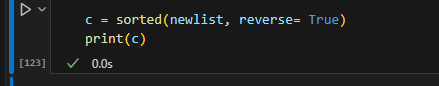 c = sorted(newlist, reverse= True)
print(c)
[123]
0.0s